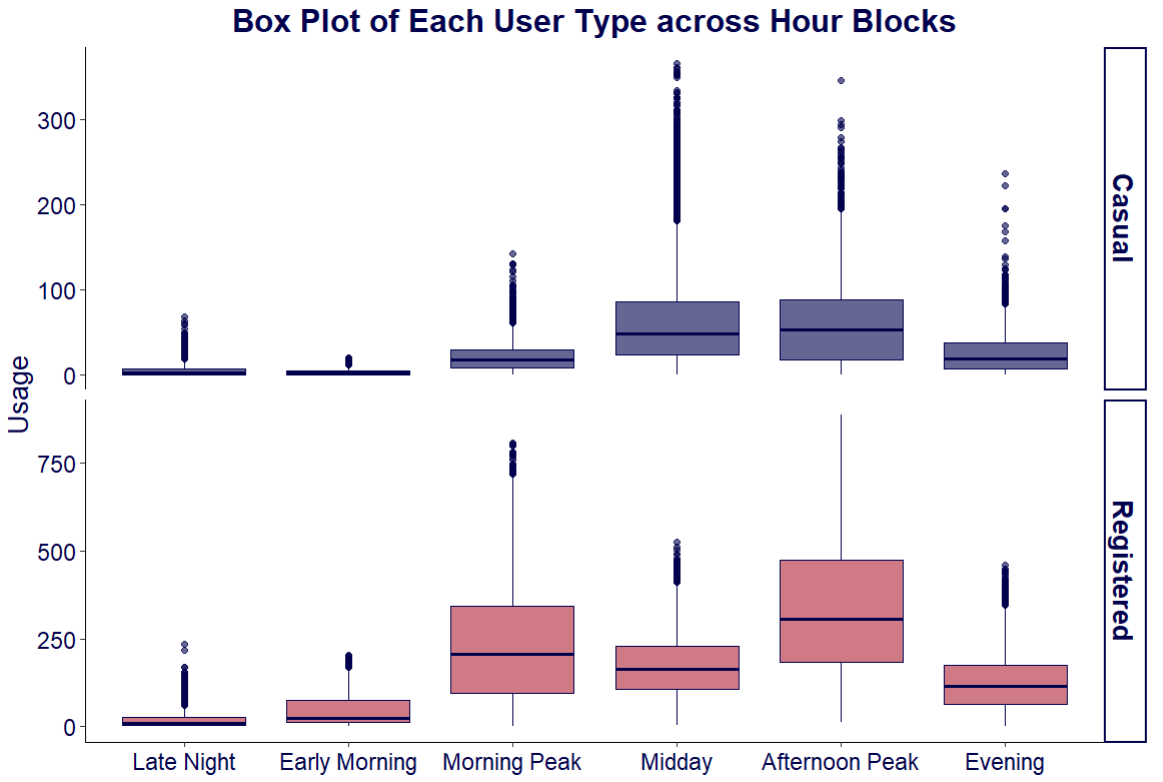 Box Plot of Each User Type across Hour Blocks
Usage
300
200
100
0
Casual
750
500
250
0
Registered
Late Night Early Morning Morning Peak Midday Afternoon Peak Evening